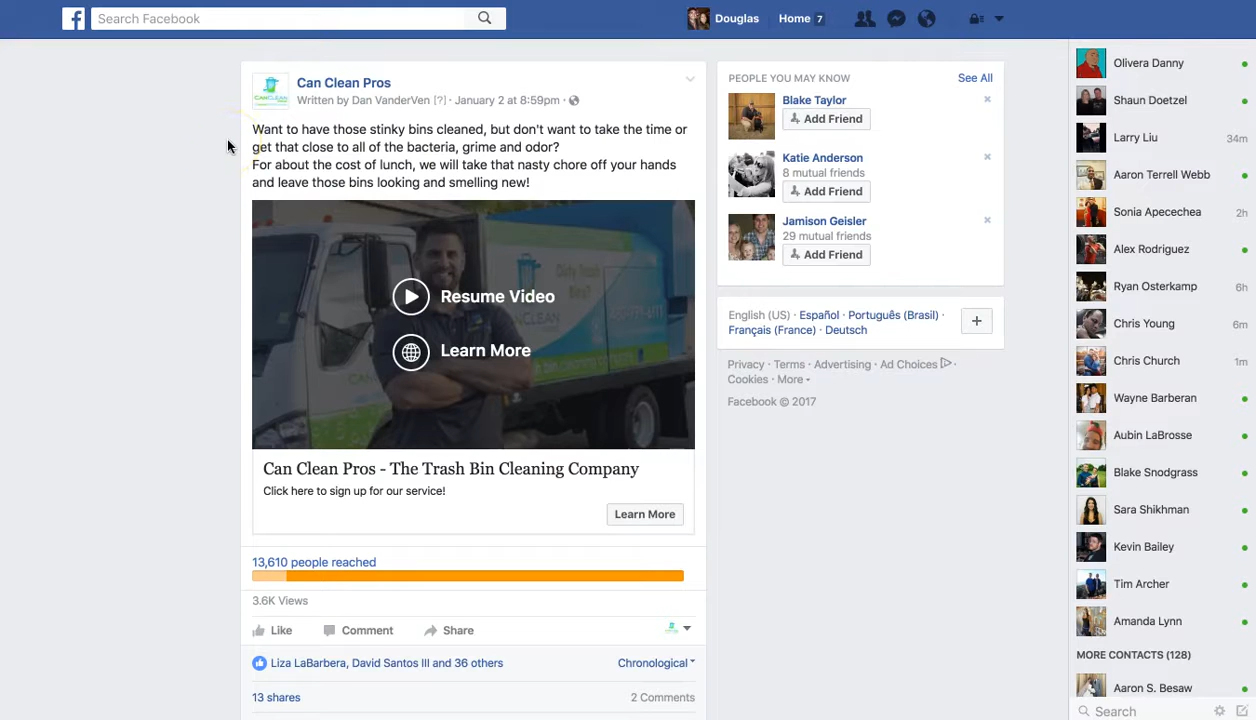 Search Facebook
Douglas
Home 7
Can Clean Pros
Written by Dan VanderVen [?] · January 2 at 8:59pm ·
Want to have those stinky bins cleaned, but don't want to take the time or
get that close to all of the bacteria, grime and odor?
For about the cost of lunch, we will take that nasty chore off your hands
and leave those bins looking and smelling new!
Dirty Trash
Bins?
Resume Video
Learn More
Can Clean Pros - The Trash Bin Cleaning Company
Click here to sign up for our service!
Learn More
13,610 people reached
3.6K Views
Like
Comment
Share
Liza LaBarbera, David Santos III and 36 others
Chronological
13 shares
2 Comments
PEOPLE YOU MAY KNOW
See All
Blake Taylor
Add Friend
Katie Anderson
8 mutual friends
Add Friend
Jamison Geisler
29 mutual friends
Add Friend
English (US) · Español · Português (Brasil) ·
Français (France) · Deutsch
Privacy · Terms · Advertising · Ad Choices ·
Cookies · More
Facebook © 2017
Olivera Danny
Shaun Doetzel
Larry Liu 34m
Aaron Terrell Webb
Sonia Apecechea 2h
Alex Rodriguez
Ryan Osterkamp 6h
Chris Young 6m
Chris Church 1m
Wayne Barberan
Aubin LaBrosse
Blake Snodgrass
Sara Shikhman
Kevin Bailey
Tim Archer
Amanda Lynn
MORE CONTACTS (128)
Aaron S. Besaw
Search